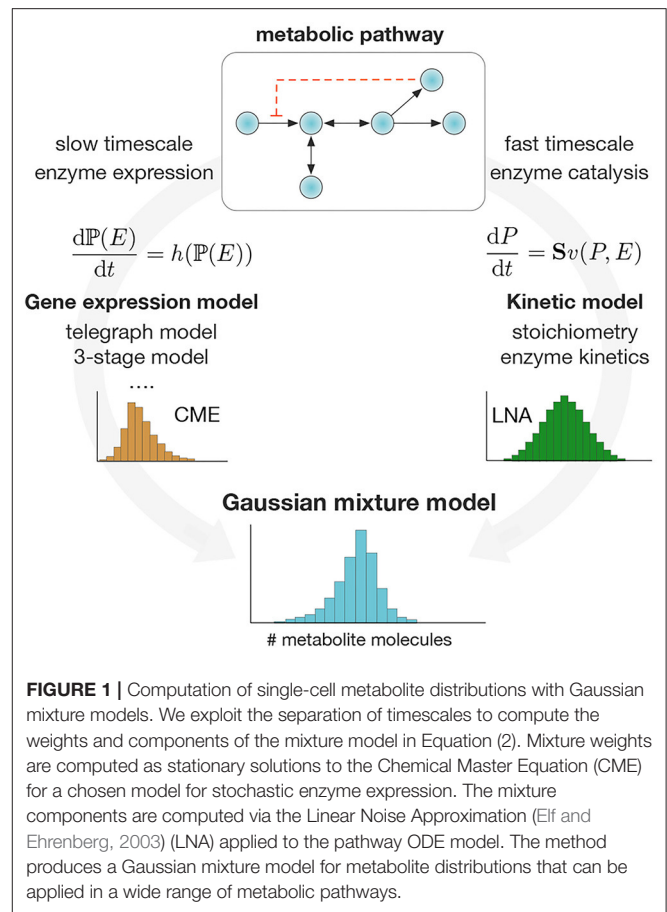 metabolic pathway
slow timescale
enzyme expression
fast timescale
enzyme catalysis
dℙ(E)/dt = h(ℙ(E))
dP/dt = 𝐒v(P, E)
Gene expression model
telegraph model
3-stage model
....
CME
Kinetic model
stoichiometry
enzyme kinetics
LNA
Gaussian mixture model
# metabolite molecules
FIGURE 1 | Computation of single-cell metabolite distributions with Gaussian
mixture models. We exploit the separation of timescales to compute the
weights and components of the mixture model in Equation (2). Mixture weights
are computed as stationary solutions to the Chemical Master Equation (CME)
for a chosen model for stochastic enzyme expression. The mixture
components are computed via the Linear Noise Approximation (Elf and
Ehrenberg, 2003) (LNA) applied to the pathway ODE model. The method
produces a Gaussian mixture model for metabolite distributions that can be
applied in a wide range of metabolic pathways.